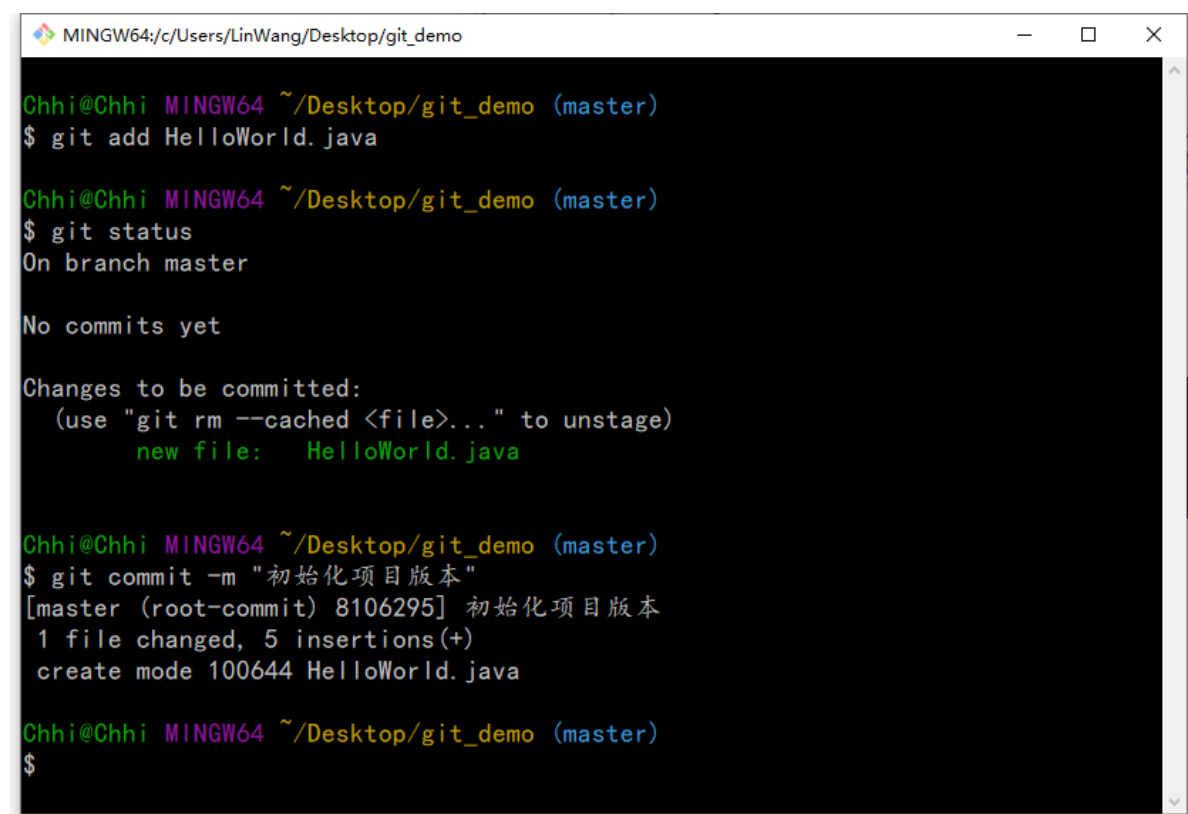 MINGW64:/c/Users/LinWang/Desktop/git_demo
Chhi@Chhi MINGW64 ~/Desktop/git_demo (master)
$ git add HelloWorld.java
Chhi@Chhi MINGW64 ~/Desktop/git_demo (master)
$ git status
On branch master
No commits yet
Changes to be committed:
  (use "git rm --cached <file>..." to unstage)
        new file:   HelloWorld.java
Chhi@Chhi MINGW64 ~/Desktop/git_demo (master)
$ git commit -m "初始化项目版本"
[master (root-commit) 8106295] 初始化项目版本
 1 file changed, 5 insertions(+)
 create mode 100644 HelloWorld.java
Chhi@Chhi MINGW64 ~/Desktop/git_demo (master)
$